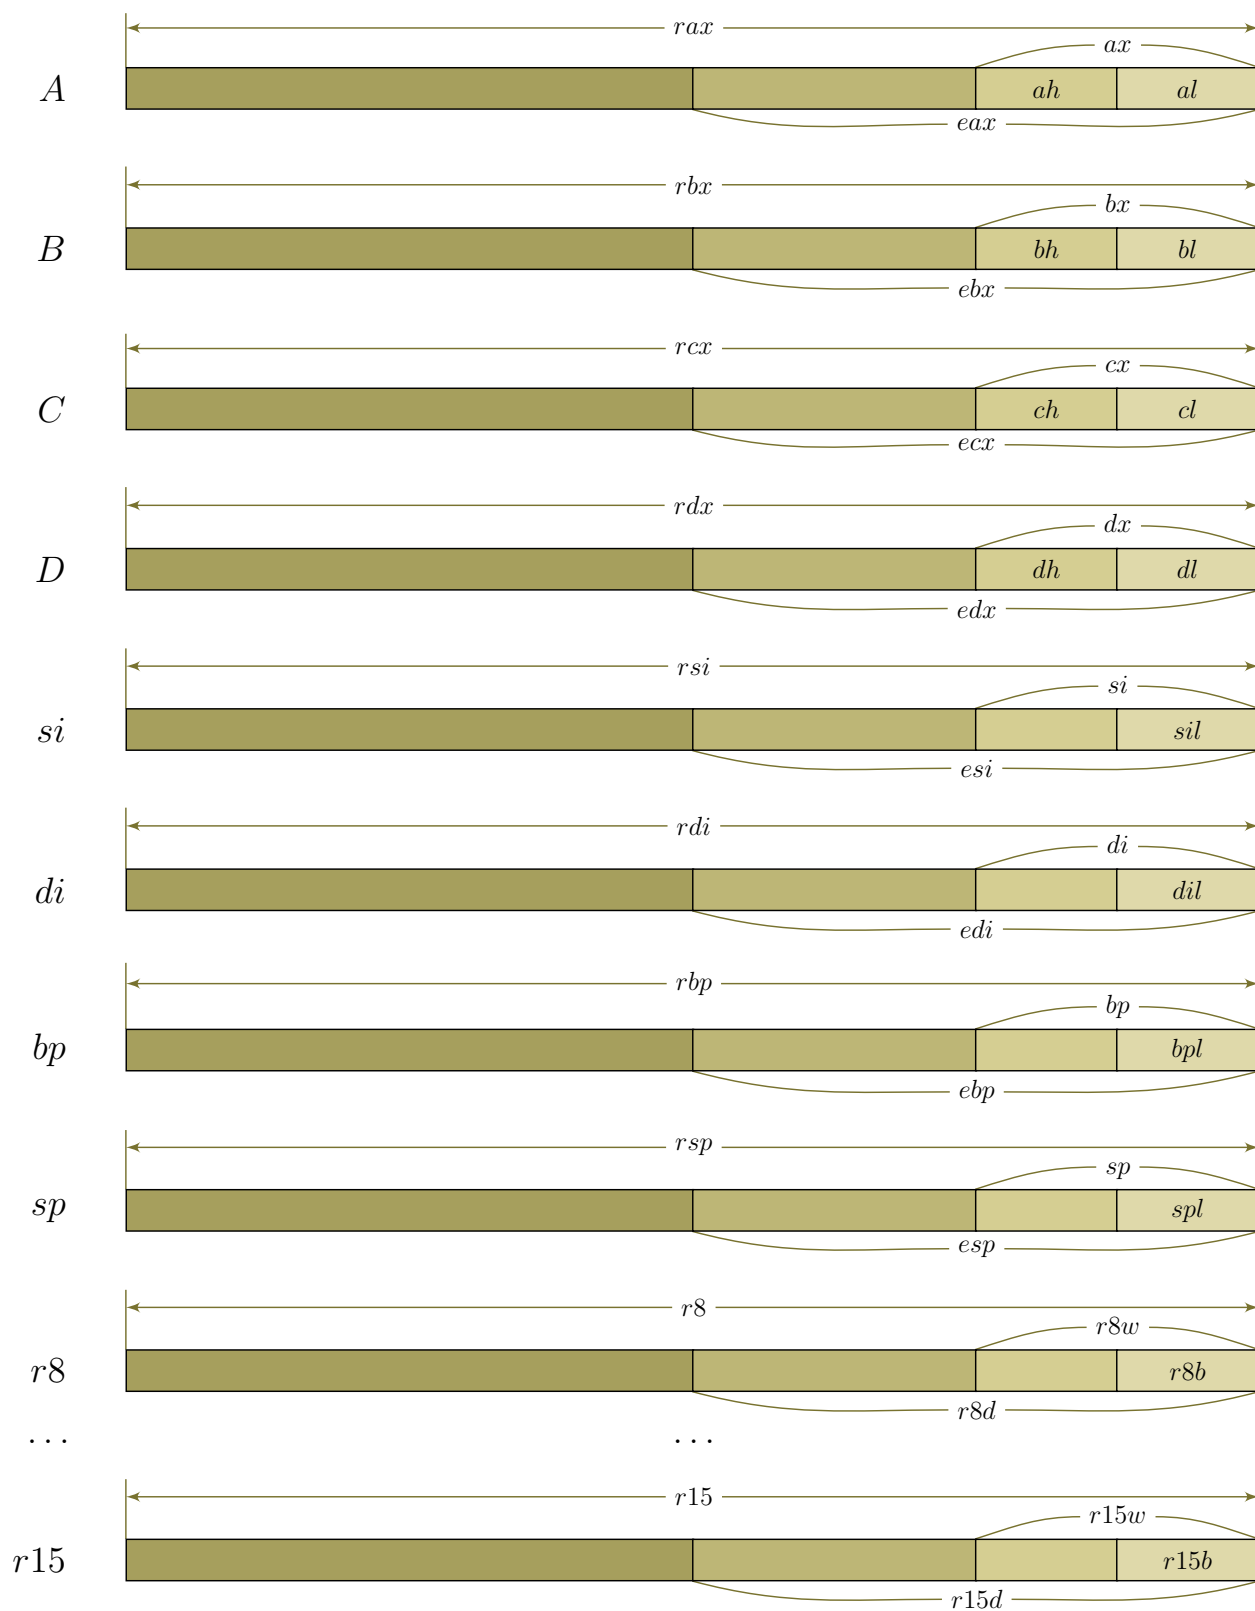 rax
ax
A ah al
eax
rbx
bx
B bh bl
ebx
rcx
cx
C ch cl
ecx
rdx
dx
D dh dl
edx
rsi
si
si sil
esi
rdi
di
di dil
edi
rbp
bp
bp bpl
ebp
rsp
sp
sp spl
esp
r8
r8w
r8 r8b
r8d
... ...
r15
r15w
r15 r15b
r15d